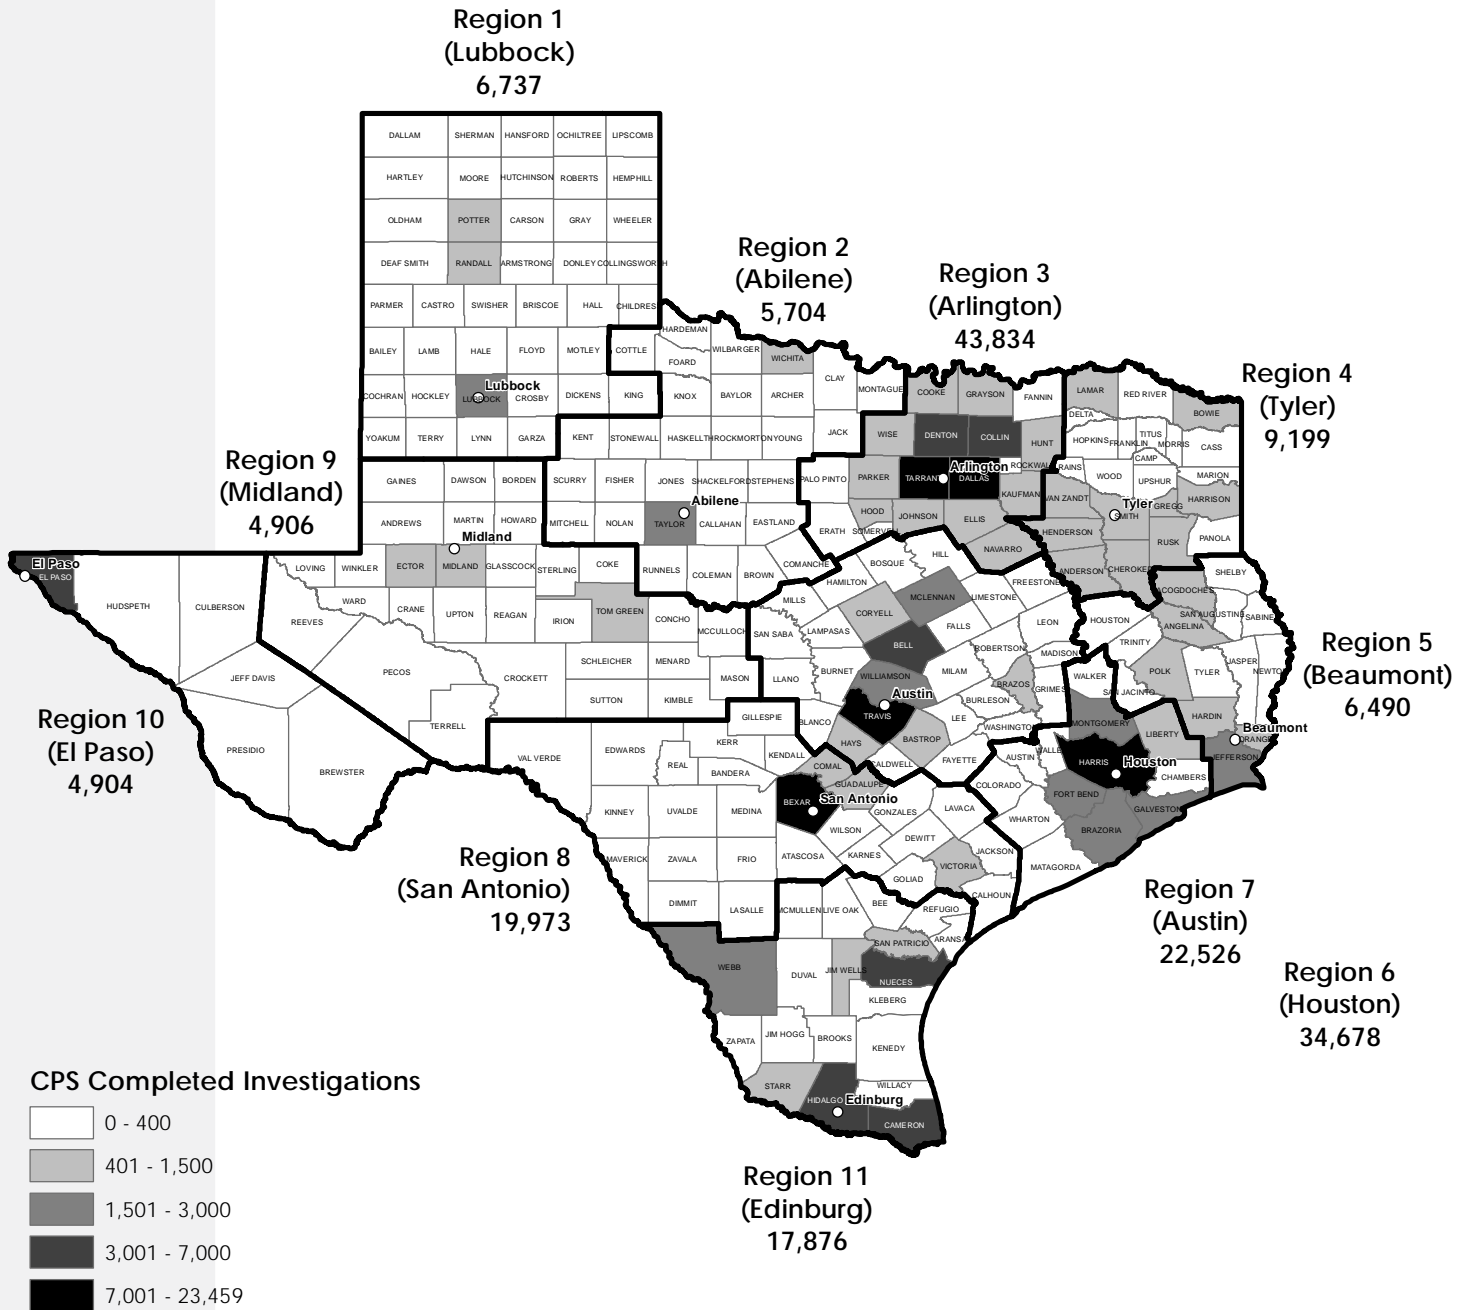 Region 1
(Lubbock)
6,737
Region 2
(Abilene)
5,704
Region 3
(Arlington)
43,834
Region 4
(Tyler)
9,199
Region 9
(Midland)
4,906
Region 5
(Beaumont)
6,490
Region 10
(El Paso)
4,904
Region 8
(San Antonio)
19,973
Region 7
(Austin)
22,526
Region 6
(Houston)
34,678
Region 11
(Edinburg)
17,876
DALLAM SHERMAN HANSFORD OCHILTREE LIPSCOMB
HARTLEY MOORE HUTCHINSON ROBERTS HEMPHILL
OLDHAM POTTER CARSON GRAY WHEELER
DEAF SMITH RANDALL ARMSTRONG DONLEY COLLINGSWORTH
PARMER CASTRO SWISHER BRISCOE HALL CHILDRES
HARDEMAN
BAILEY LAMB HALE FLOYD MOTLEY COTTLE FOARD WILBARGER WICHITA
CLAY MONTAGUE COOKE GRAYSON FANNIN LAMAR RED RIVER BOWIE
Lubbock
COCHRAN HOCKLEY LUBBOCK CROSBY DICKENS KING KNOX BAYLOR ARCHER
DELTA
YOAKUM TERRY LYNN GARZA KENT STONEWALL HASKELL THROCKMORTON YOUNG JACK WISE DENTON COLLIN HUNT HOPKINS FRANKLIN TITUS MORRIS CASS
CAMP
GAINES DAWSON BORDEN SCURRY FISHER JONES SHACKELFORD STEPHENS PALO PINTO PARKER TARRANT DALLAS ROCKWAL RAINS WOOD UPSHUR MARION
Arlington
KAUFMAN VAN ZANDT HARRISON
Abilene
Tyler
SMITH GREGG
ANDREWS MARTIN HOWARD MITCHELL NOLAN TAYLOR CALLAHAN EASTLAND ERATH HOOD SOMERVELL JOHNSON ELLIS HENDERSON RUSK PANOLA
Midland
NAVARRO
El Paso
EL PASO HUDSPETH CULBERSON LOVING WINKLER ECTOR MIDLAND GLASSCOCK STERLING COKE RUNNELS COLEMAN BROWN COMANCHE BOSQUE HILL ANDERSON CHEROKE SHELBY
HAMILTON FREESTONE
WARD CRANE UPTON REAGAN IRION TOM GREEN CONCHO MCCULLOCH SAN SABA MILLS CORYELL MCLENNAN LIMESTONE ACOGDOCHES SAN AUGUSTINE SABINE
REEVES LAMPASAS BELL FALLS LEON HOUSTON ANGELINA TRINITY
JEFF DAVIS PECOS CROCKETT SCHLEICHER MENARD MASON LLANO BURNET WILLIAMSON MILAM ROBERTSON MADISON WALKER POLK TYLER JASPER NEWTO
SUTTON KIMBLE BRAZOS GRIMES SAN JACINTO
Austin
TERRELL GILLESPIE BLANCO TRAVIS LEE BURLESON WASHINGTON MONTGOMERY LIBERTY HARDIN
Beaumont
ORANGE
PRESIDIO BREWSTER VAL VERDE EDWARDS KERR KENDALL HAYS BASTROP FAYETTE AUSTIN WALLE HARRIS JEFFERSON
Houston
REAL BANDERA COMAL CALDWELL GUADALUPE COLORADO CHAMBERS
San Antonio
KINNEY UVALDE MEDINA BEXAR GONZALES LAVACA FORT BEND GALVESTON
WILSON WHARTON BRAZORIA
MAVERICK ZAVALA FRIO ATASCOSA KARNES DEWITT JACKSON MATAGORDA
VICTORIA GOLIAD CALHOUN
DIMMIT LASALLE MCMULLEN LIVE OAK BEE REFUGIO
ARANSA
SAN PATRICIO
WEBB DUVAL JIM WELLS NUECES
KLEBERG
ZAPATA JIM HOGG BROOKS KENEDY
STARR WILLACY
Edinburg
HIDALGO CAMERON
CPS Completed Investigations
0 - 400
401 - 1,500
1,501 - 3,000
3,001 - 7,000
7,001 - 23,459